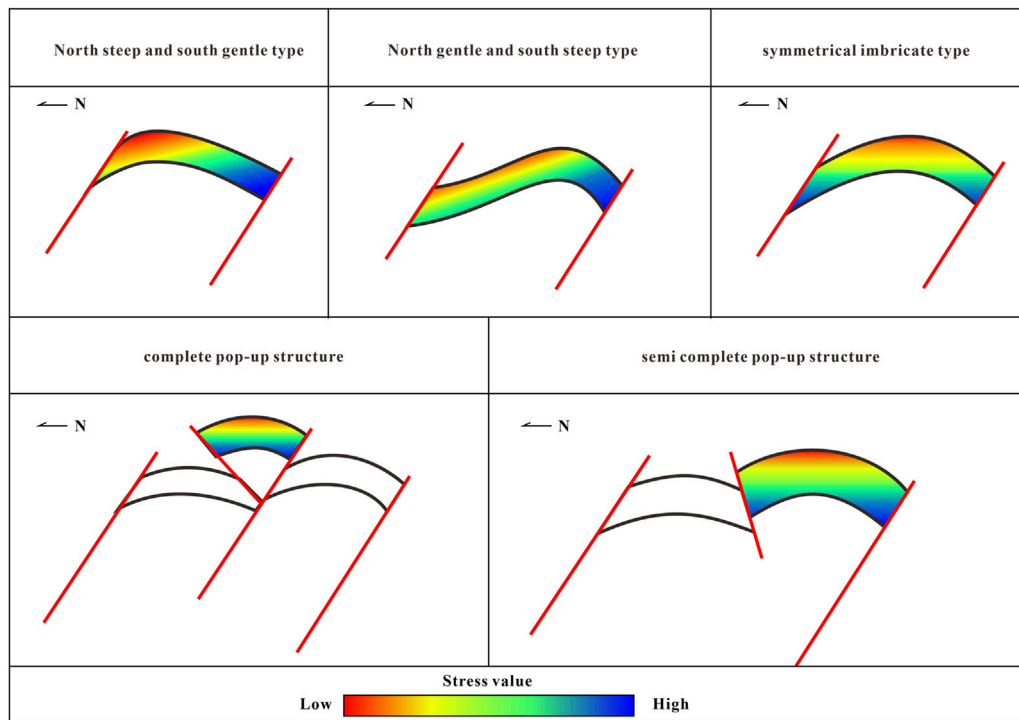 North steep and south gentle type
North gentle and south steep type
symmetrical imbricate type
N
N
N
complete pop-up structure
semi complete pop-up structure
N
N
Stress value
Low
High